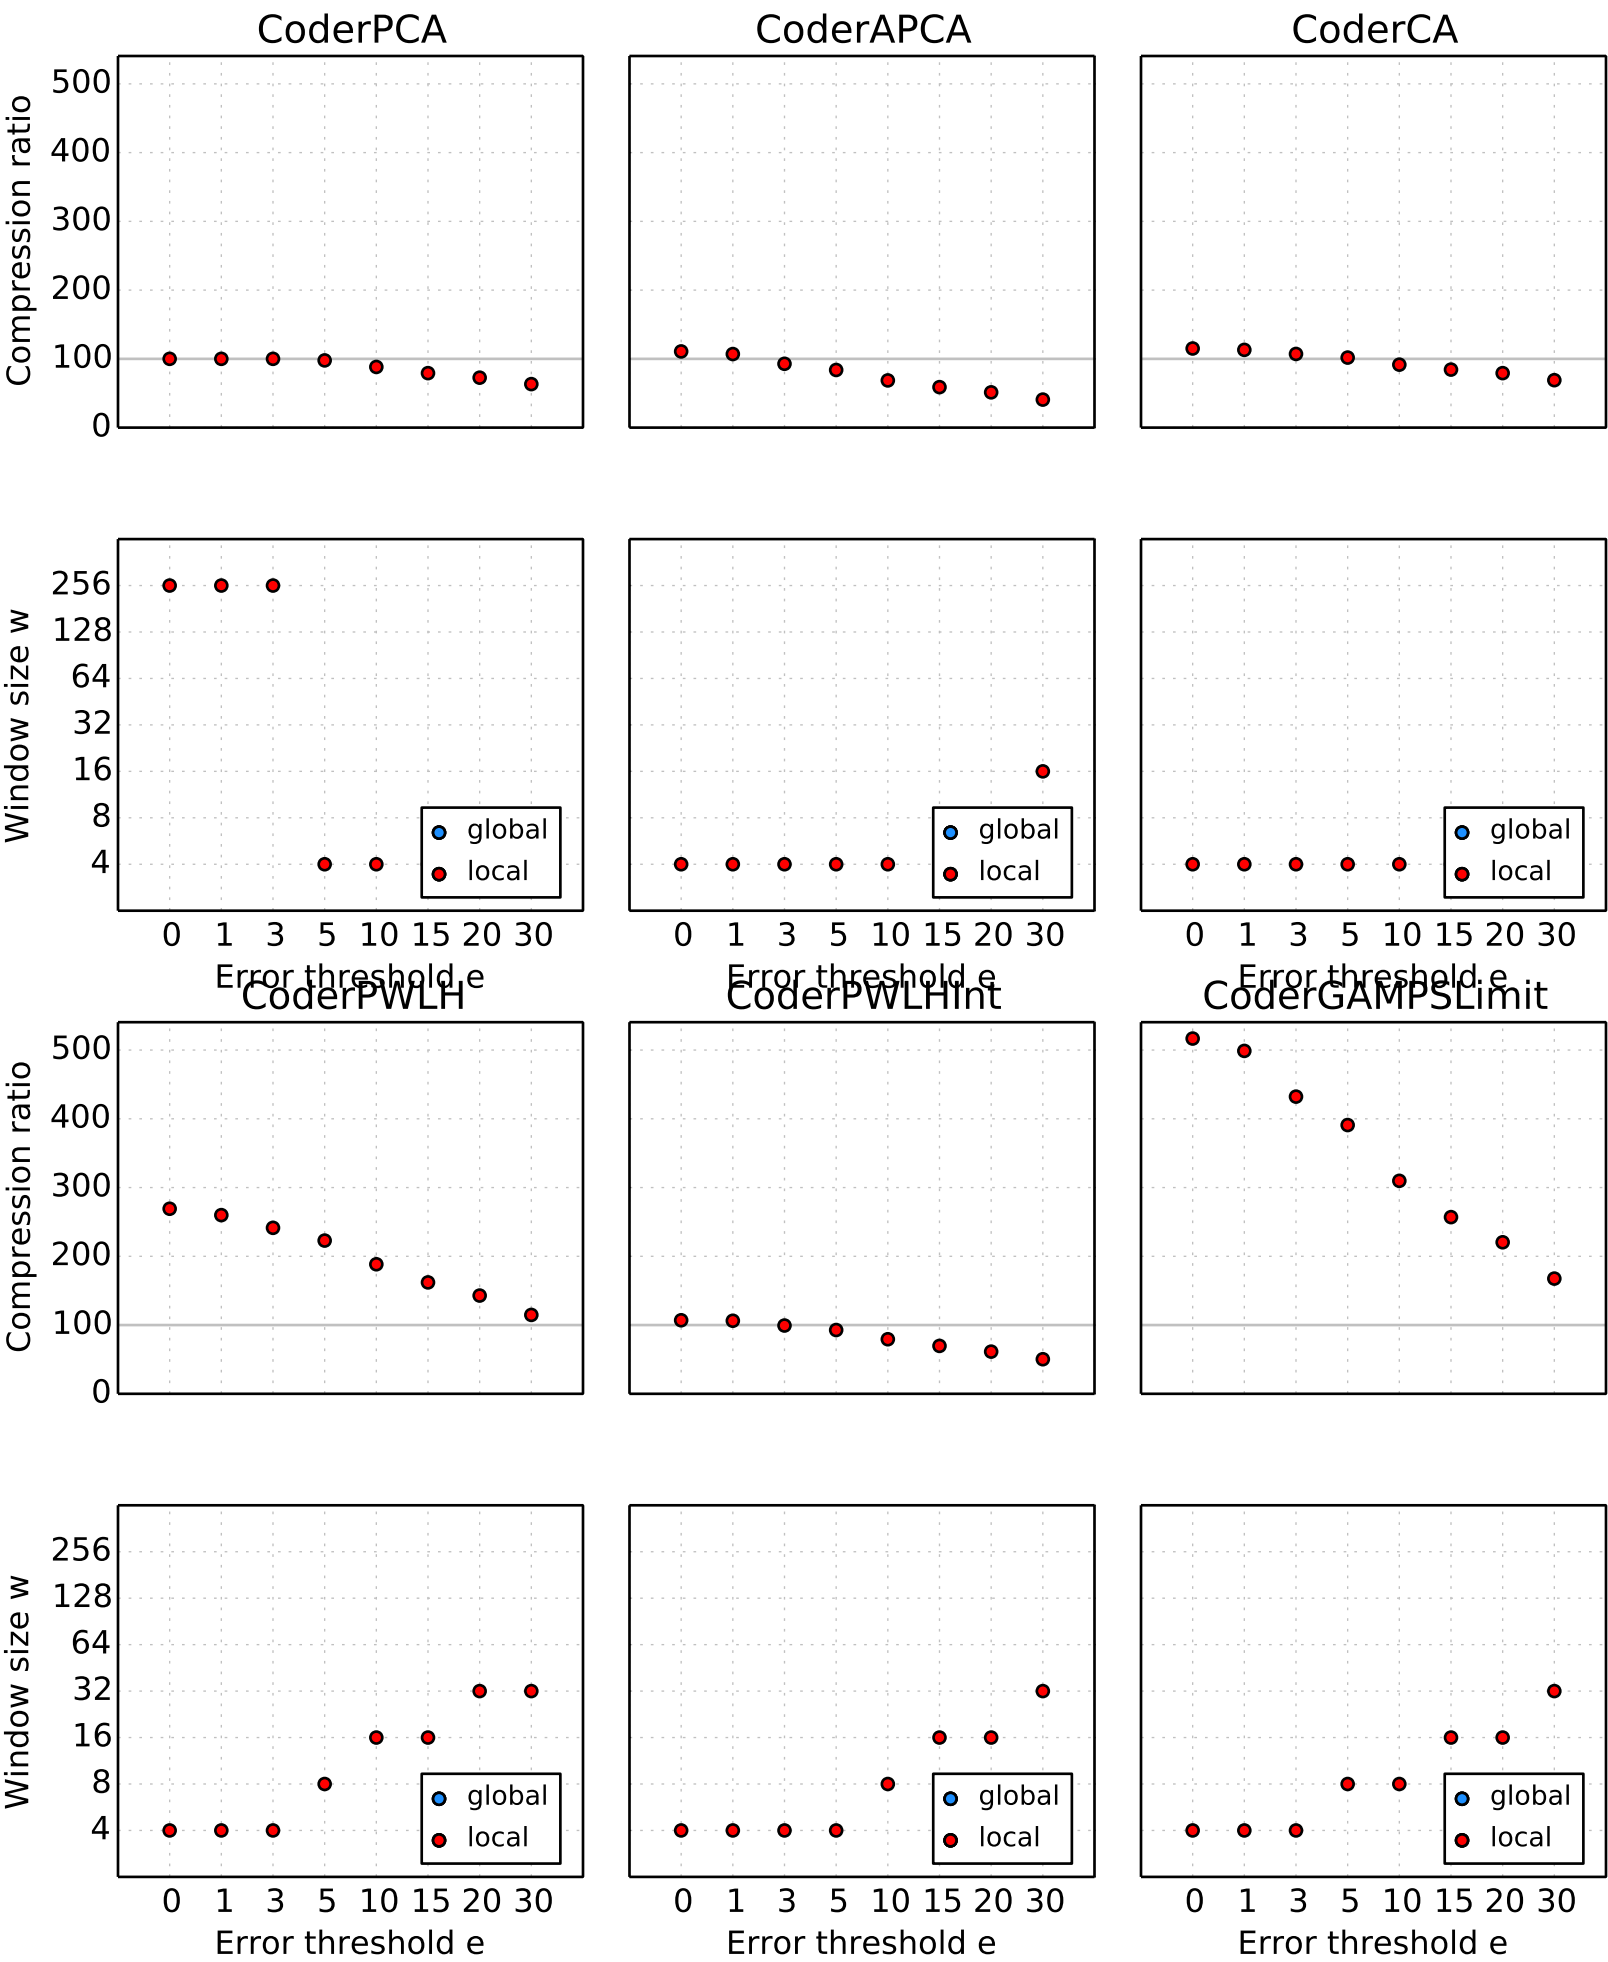 CoderPCA CoderAPCA CoderCA
Compression ratio
500
400
300
200
100
0
Window size w
256
128
64
32
16
8
4
global
local
global
local
global
local
0 1 3 5 10 15 20 30
0 1 3 5 10 15 20 30
0 1 3 5 10 15 20 30
Error threshold e Error threshold e Error threshold e
CoderPWLH CoderPWLHInt CoderGAMPSLimit
Compression ratio
500
400
300
200
100
0
Window size w
256
128
64
32
16
8
4
global
local
global
local
global
local
0 1 3 5 10 15 20 30
0 1 3 5 10 15 20 30
0 1 3 5 10 15 20 30
Error threshold e Error threshold e Error threshold e